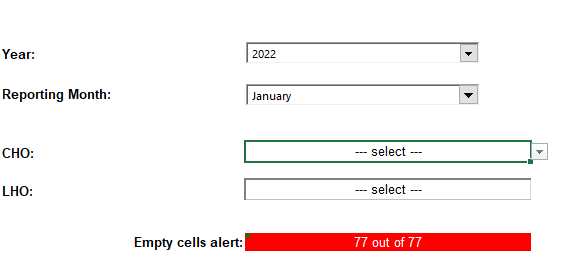 Year: 2022
Reporting Month: January
CHO: --- select ---
LHO: --- select ---
Empty cells alert: 77 out of 77